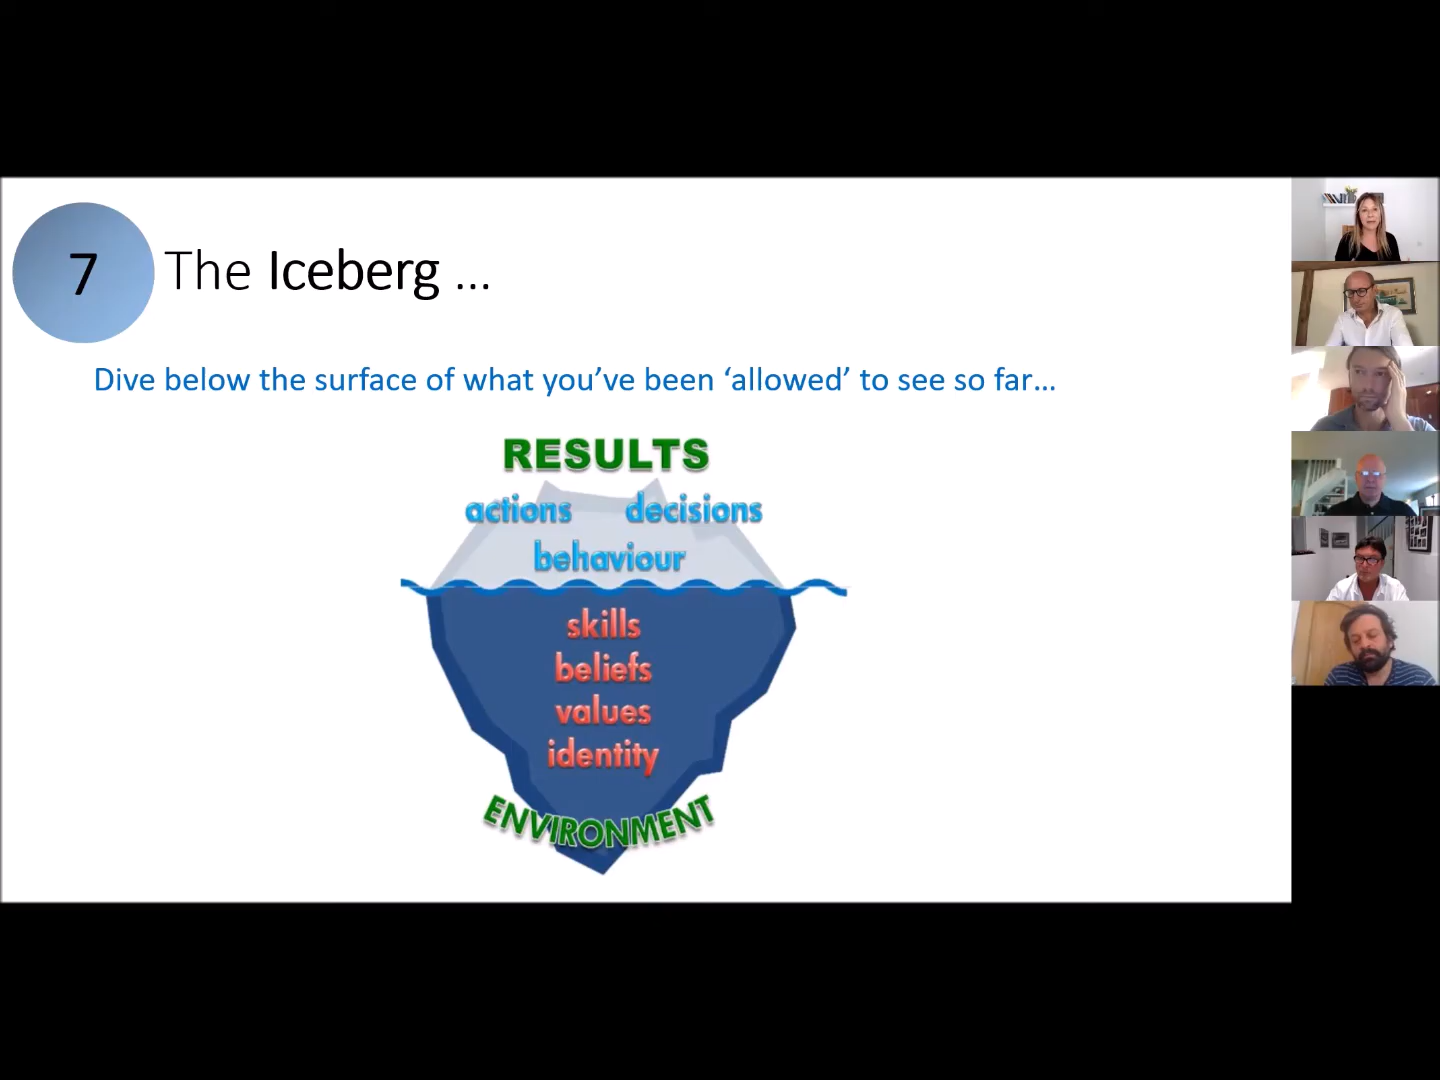 7
The Iceberg ...
Dive below the surface of what you’ve been ‘allowed’ to see so far...
RESULTS
actions decisions
behaviour
skills
beliefs
values
identity
ENVIRONMENT